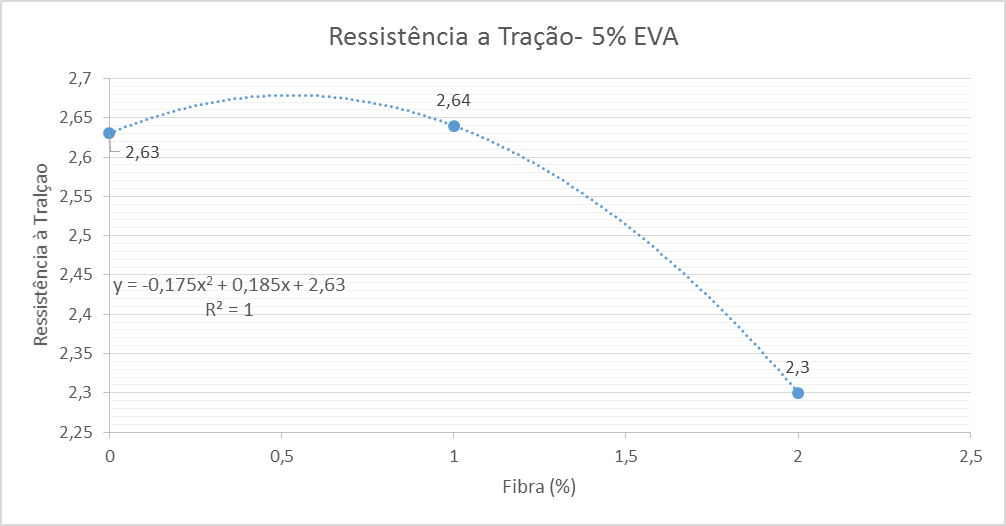 Ressistência a Tração- 5% EVA
Ressistência à Tralçao
2,7
2,65
2,6
2,55
2,5
2,45
2,4
2,35
2,3
2,25
2,63
2,64
2,3
y = -0,175x² + 0,185x + 2,63
R² = 1
0 0,5 1 1,5 2 2,5
Fibra (%)